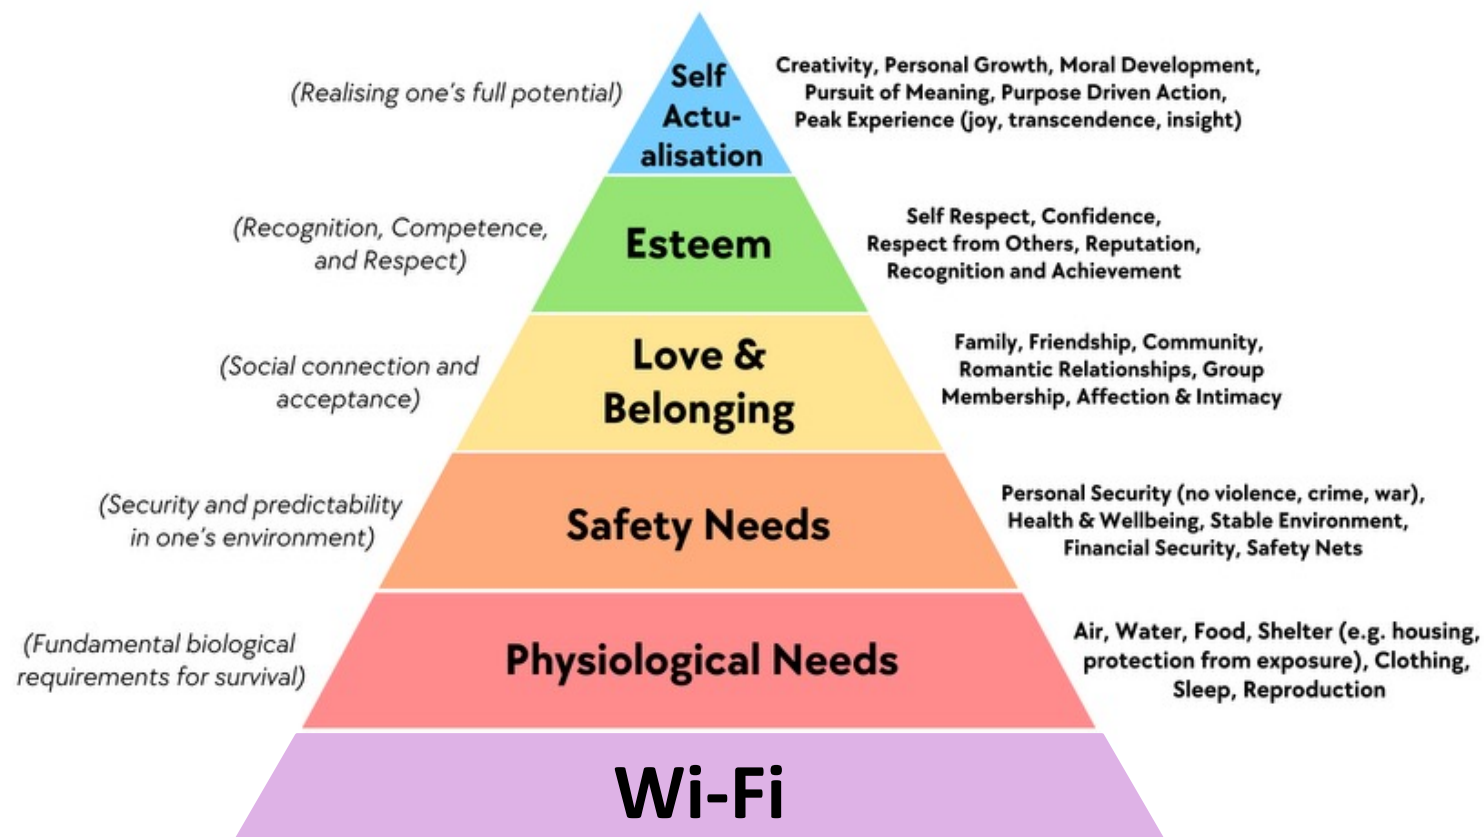 (Realising one's full potential)
Self
Actu-
alisation
Creativity, Personal Growth, Moral Development,
Pursuit of Meaning, Purpose Driven Action,
Peak Experience (joy, transcendence, insight)
(Recognition, Competence,
and Respect)
Esteem
Self Respect, Confidence,
Respect from Others, Reputation,
Recognition and Achievement
(Social connection and
acceptance)
Love &
Belonging
Family, Friendship, Community,
Romantic Relationships, Group
Membership, Affection & Intimacy
(Security and predictability
in one's environment)
Safety Needs
Personal Security (no violence, crime, war),
Health & Wellbeing, Stable Environment,
Financial Security, Safety Nets
(Fundamental biological
requirements for survival)
Physiological Needs
Air, Water, Food, Shelter (e.g. housing,
protection from exposure), Clothing,
Sleep, Reproduction
Wi-Fi